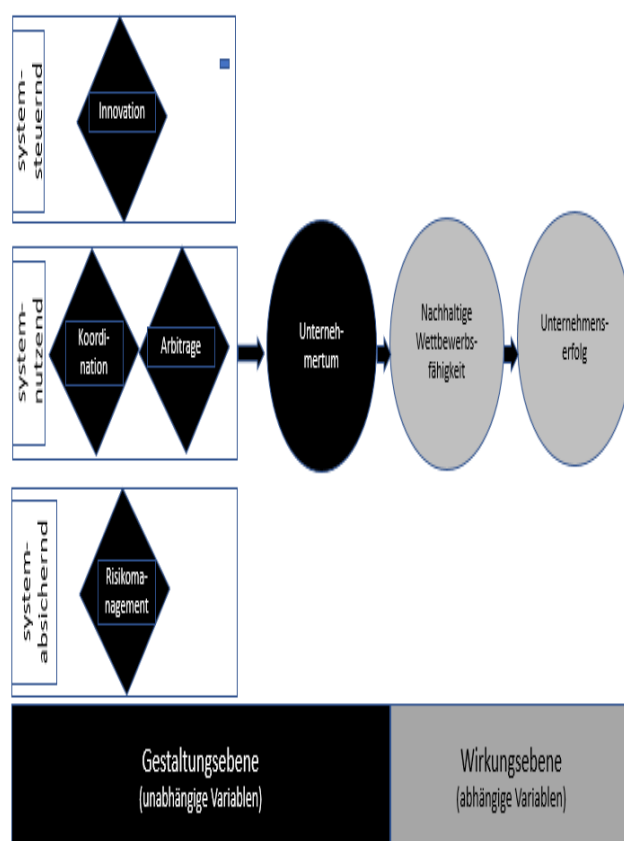 system-
steuernd
Innovation
system-
nutzend
Koordi-
nation
Arbitrage
Unterneh-
mertum
Nachhaltige
Wettbewerbs-
fähigkeit
Unternehmens-
erfolg
system-
absichernd
Risikoma-
nagement
Gestaltungsebene
(unabhängige Variablen)
Wirkungsebene
(abhängige Variablen)